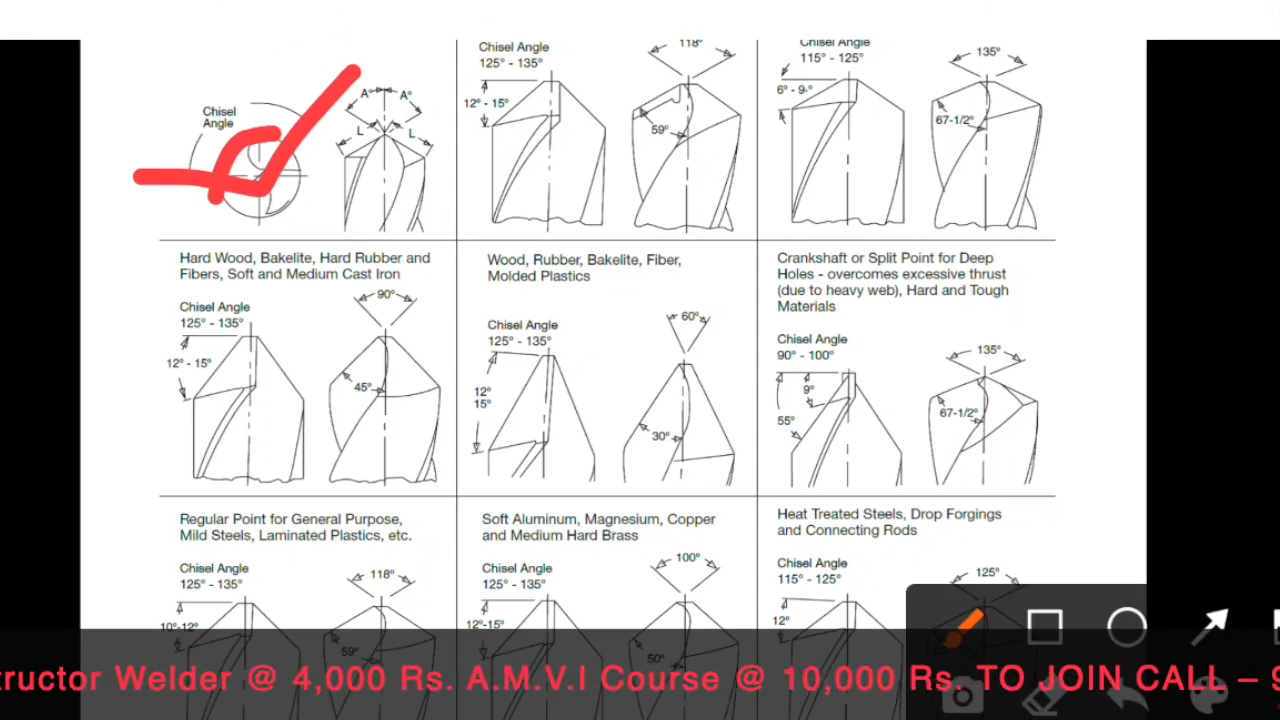 Chisel
Angle
A°
A°
L
L
Chisel Angle
125° - 135°
12° - 15°
118°
59°
Chisel Angle
115° - 125°
6° - 9°
135°
67-1/2°
Hard Wood, Bakelite, Hard Rubber and
Fibers, Soft and Medium Cast Iron
Chisel Angle
125° - 135°
12° - 15°
90°
45°
Wood, Rubber, Bakelite, Fiber,
Molded Plastics
Chisel Angle
125° - 135°
12°
15°
60°
30°
Crankshaft or Split Point for Deep
Holes - overcomes excessive thrust
(due to heavy web), Hard and Tough
Materials
Chisel Angle
90° - 100°
9°
55°
135°
67-1/2°
Regular Point for General Purpose,
Mild Steels, Laminated Plastics, etc.
Chisel Angle
125° - 135°
10°-12°
118°
59°
Soft Aluminum, Magnesium, Copper
and Medium Hard Brass
Chisel Angle
125° - 135°
12°-15°
100°
50°
Heat Treated Steels, Drop Forgings
and Connecting Rods
Chisel Angle
115° - 125°
12°
125°
tructor Welder @ 4,000 Rs. A.M.V.I Course @ 10,000 Rs. TO JOIN CALL – 9